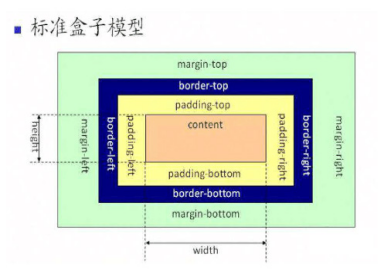 标准盒子模型
margin-top
border-top
padding-top
content
height
margin-left
border-left
padding-left
padding-right
border-right
margin-right
padding-bottom
border-bottom
margin-bottom
width